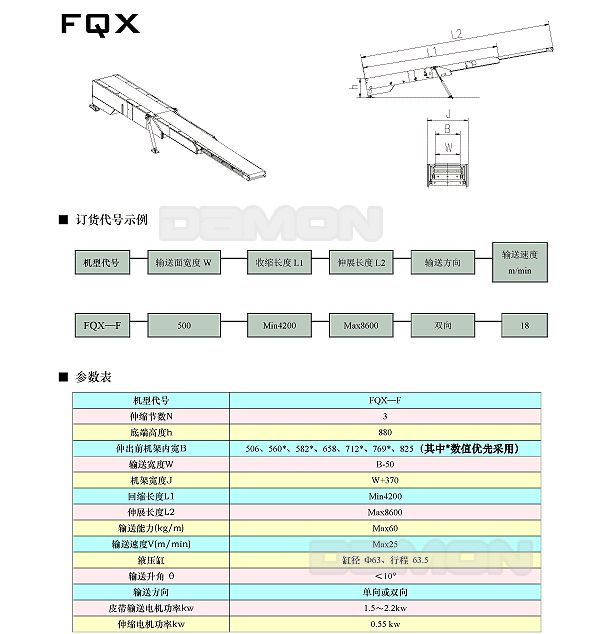 FQX
L2
L1
h
J
B
W
■ 订货代号示例
DAMON
机型代号 输送面宽度 W 收缩长度 L1 伸展长度 L2 输送方向 输送速度 m/min
FQX—F 500 Min4200 Max8600 双向 18
■ 参数表
机型代号 FQX—F
伸缩节数N 3
底端高度h 880
伸出前机架内宽B 506、560*、582*、658、712*、769*、825（其中*数值优先采用）
输送宽度W B-50
机架宽度J W+370
回缩长度L1 Min4200
伸展长度L2 Max8600
输送能力(kg/m) Max60
输送速度V(m/min) Max25
DAMON
液压缸 缸径 Φ63、行程 63.5
输送升角 θ ＜10°
输送方向 单向或双向
皮带输送电机功率kw 1.5～2.2kw
伸缩电机功率kw 0.55 kw